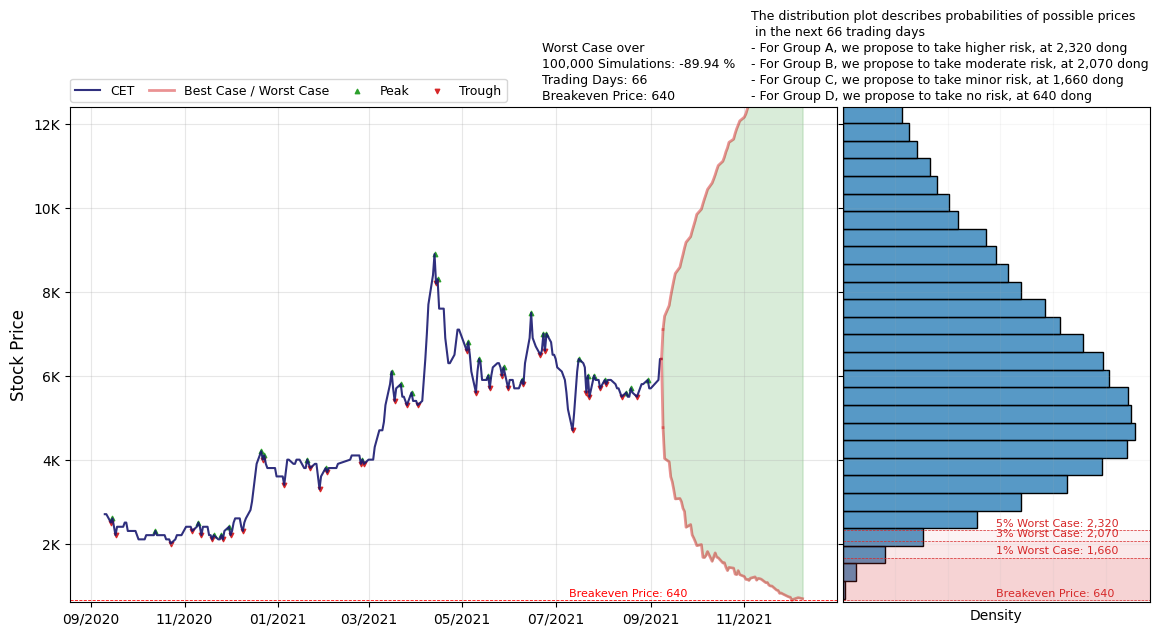 The distribution plot describes probabilities of possible prices
in the next 66 trading days
- For Group A, we propose to take higher risk, at 2,320 dong
- For Group B, we propose to take moderate risk, at 2,070 dong
- For Group C, we propose to take minor risk, at 1,660 dong
- For Group D, we propose to take no risk, at 640 dong
Worst Case over
100,000 Simulations: -89.94 %
Trading Days: 66
Breakeven Price: 640
CET
Best Case / Worst Case
Peak
Trough
Stock Price
12K
10K
8K
6K
4K
2K
Breakeven Price: 640
09/2020
11/2020
01/2021
03/2021
05/2021
07/2021
09/2021
11/2021
5% Worst Case: 2,320
3% Worst Case: 2,070
1% Worst Case: 1,660
Breakeven Price: 640
Density